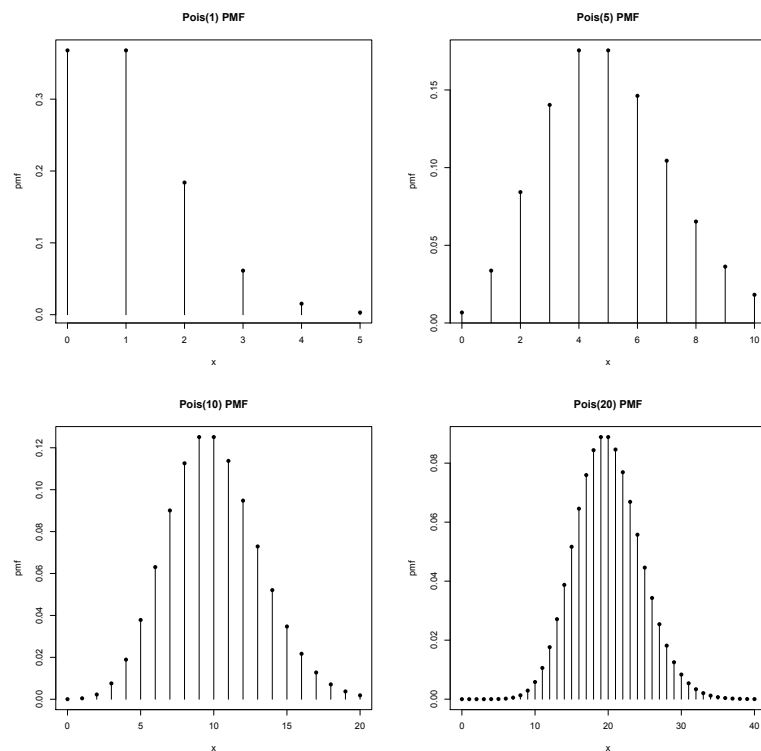 Pois(1) PMF
pmf
0.0 0.1 0.2 0.3
0 1 2 3 4 5
x
Pois(5) PMF
pmf
0.00 0.05 0.10 0.15
0 2 4 6 8 10
x
Pois(10) PMF
pmf
0.00 0.02 0.04 0.06 0.08 0.10 0.12
0 5 10 15 20
x
Pois(20) PMF
pmf
0.00 0.02 0.04 0.06 0.08
0 10 20 30 40
x